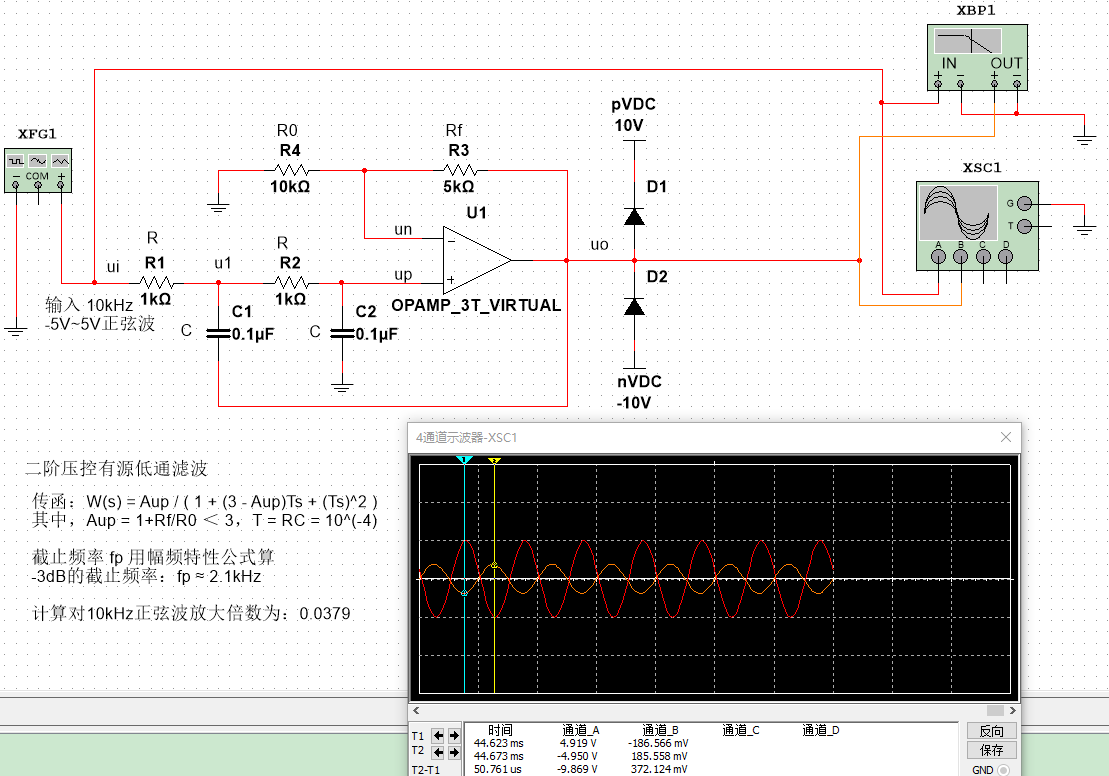 XBP1
IN OUT
+ - + -
pVDC
10V
XFG1
- COM +
R0
R4
10kΩ
Rf
R3
5kΩ
U1
un
up
OPAMP_3T_VIRTUAL
D1
uo
D2
nVDC
-10V
XSC1
G
T
A B C D
ui
R
R1
1kΩ
u1
R
R2
1kΩ
输入 10kHz
-5V~5V正弦波
C
C1
0.1µF
C
C2
0.1µF
二阶压控有源低通滤波
传函：W(s) = Aup / ( 1 + (3 - Aup)Ts + (Ts)^2 )
其中，Aup = 1+Rf/R0 ＜ 3，T = RC = 10^(-4)
截止频率 fp 用幅频特性公式算
-3dB的截止频率：fp ≈ 2.1kHz
计算对10kHz正弦波放大倍数为：0.0379
4通道示波器-XSC1
时间 通道_A 通道_B 通道_C 通道_D
T1 44.623 ms 4.919 V -186.566 mV
T2 44.673 ms -4.950 V 185.558 mV
T2-T1 50.761 us -9.869 V 372.124 mV
反向
保存
GND